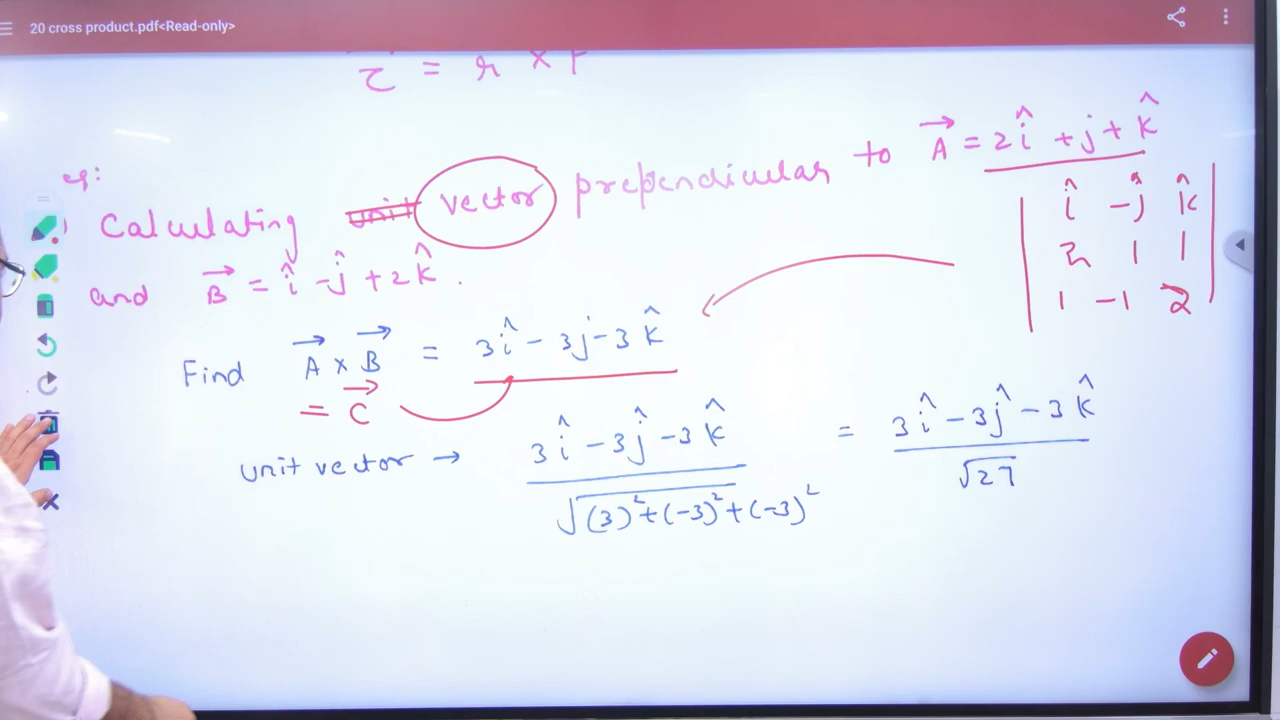 20 cross product.pdf<Read-only>
τ = r ×
eg:
Calculating unit vector prependicular to A⃗ = 2î + j + k̂
and B⃗ = î - ĵ + 2k̂ .
| î -ĵ k̂ |
| 2 1 1 |
| 1 -1 2 |
Find A⃗ × B⃗ = 3î - 3j - 3k̂
= C⃗
unit vector → 3î - 3ĵ - 3k̂ / √(3)² + (-3)² + (-3)² = 3î - 3ĵ - 3k̂ / √27